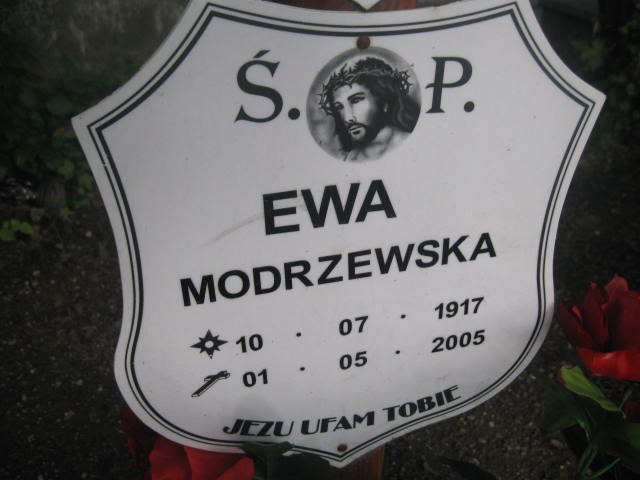 Ś. P.
EWA
MODRZEWSKA
10 . 07 . 1917
01 . 05 . 2005
JEZU UFAM TOBIE